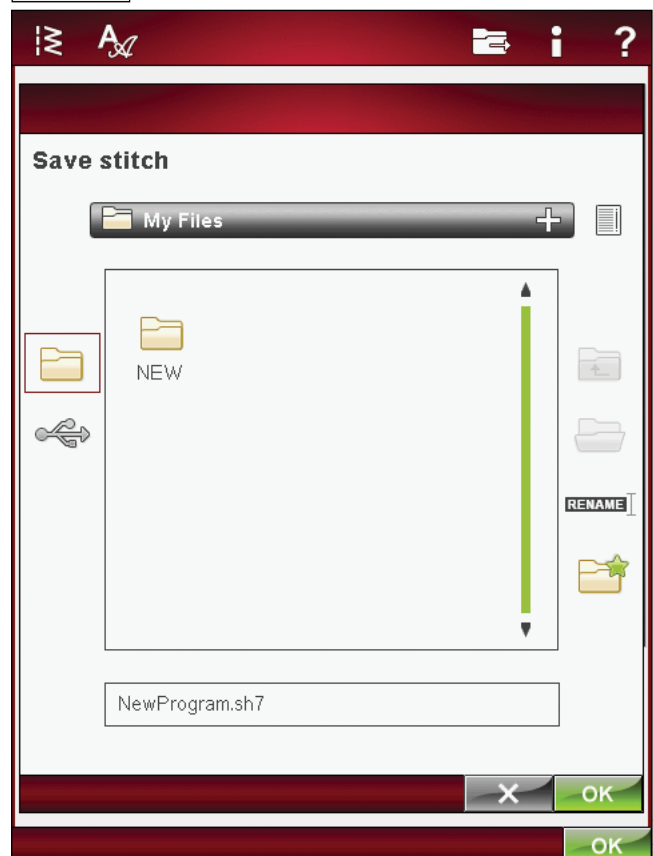 ?
Save stitch
My Files
NEW
RENAME
NewProgram.sh7
OK
OK